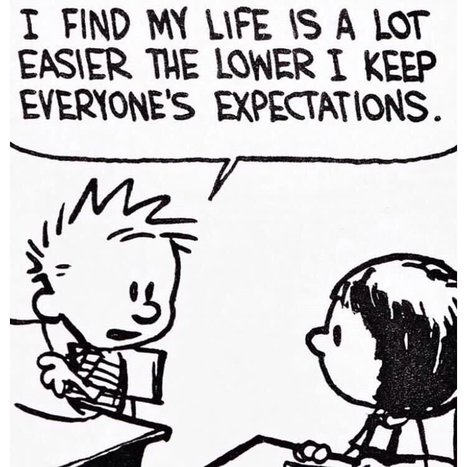 I FIND MY LIFE IS A LOT
EASIER THE LOWER I KEEP
EVERYONE'S EXPECTATIONS.